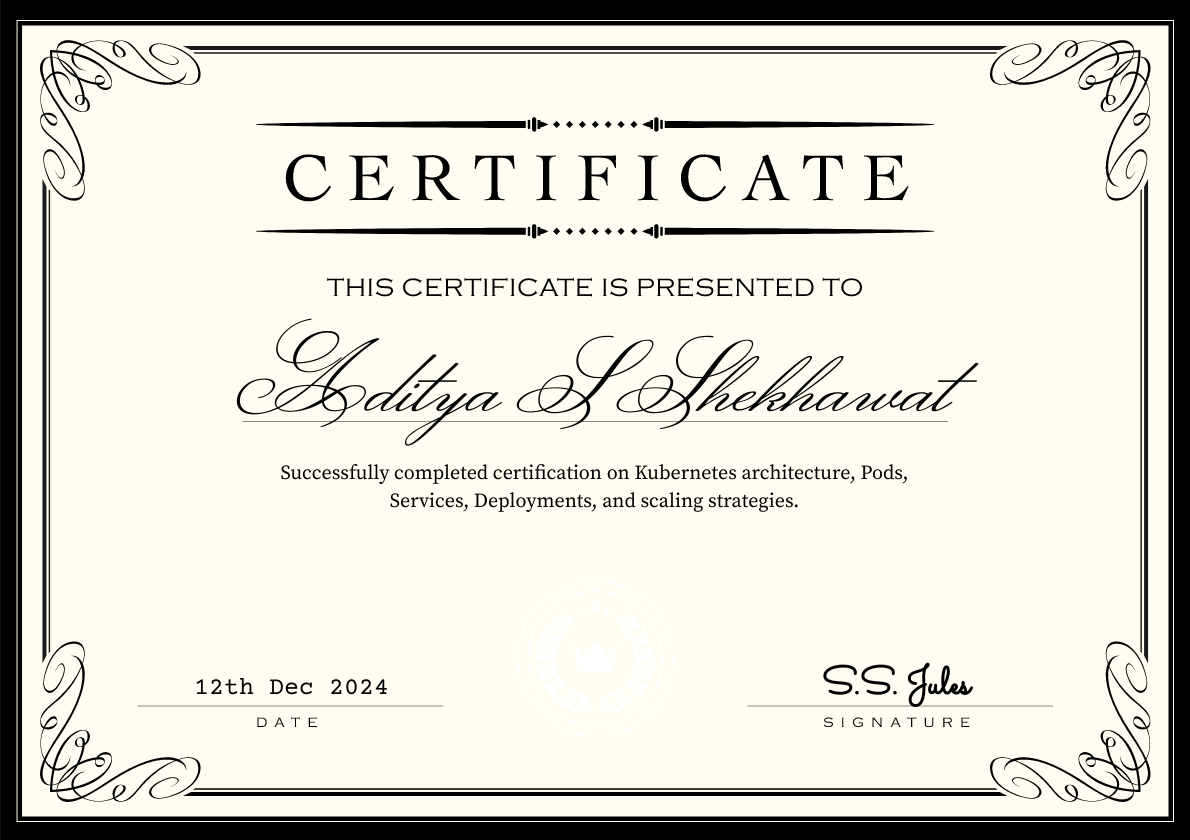 CERTIFICATE
THIS CERTIFICATE IS PRESENTED TO
Aditya S Shekhawat
Successfully completed certification on Kubernetes architecture, Pods,
Services, Deployments, and scaling strategies.
12th Dec 2024
DATE
S.S. Jules
SIGNATURE